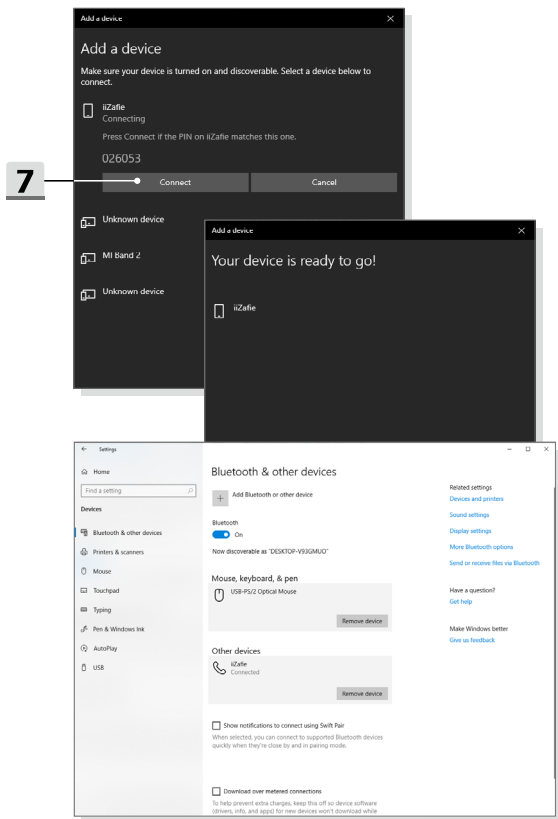 Add a device
Add a device
Make sure your device is turned on and discoverable. Select a device below to
connect.
iiZafie
Connecting
Press Connect if the PIN on iiZafie matches this one.
026053
7
Connect
Cancel
Unknown device
MI Band 2
Unknown device
Add a device
Your device is ready to go!
iiZafie
Settings
Home
Find a setting
Devices
Bluetooth & other devices
Printers & scanners
Mouse
Touchpad
Typing
Pen & Windows Ink
AutoPlay
USB
Bluetooth & other devices
Add Bluetooth or other device
Bluetooth
On
Now discoverable as "DESKTOP-V93GMUO"
Mouse, keyboard, & pen
USB-PS/2 Optical Mouse
Remove device
Other devices
iiZafie
Connected
Remove device
Show notifications to connect using Swift Pair
When selected, you can connect to supported Bluetooth devices
quickly when they're close by and in pairing mode.
Download over metered connections
To help prevent extra charges, keep this off so device software
(drivers, info, and apps) for new devices won't download while
Related settings
Devices and printers
Sound settings
Display settings
More Bluetooth options
Send or receive files via Bluetooth
Have a question?
Get help
Make Windows better
Give us feedback